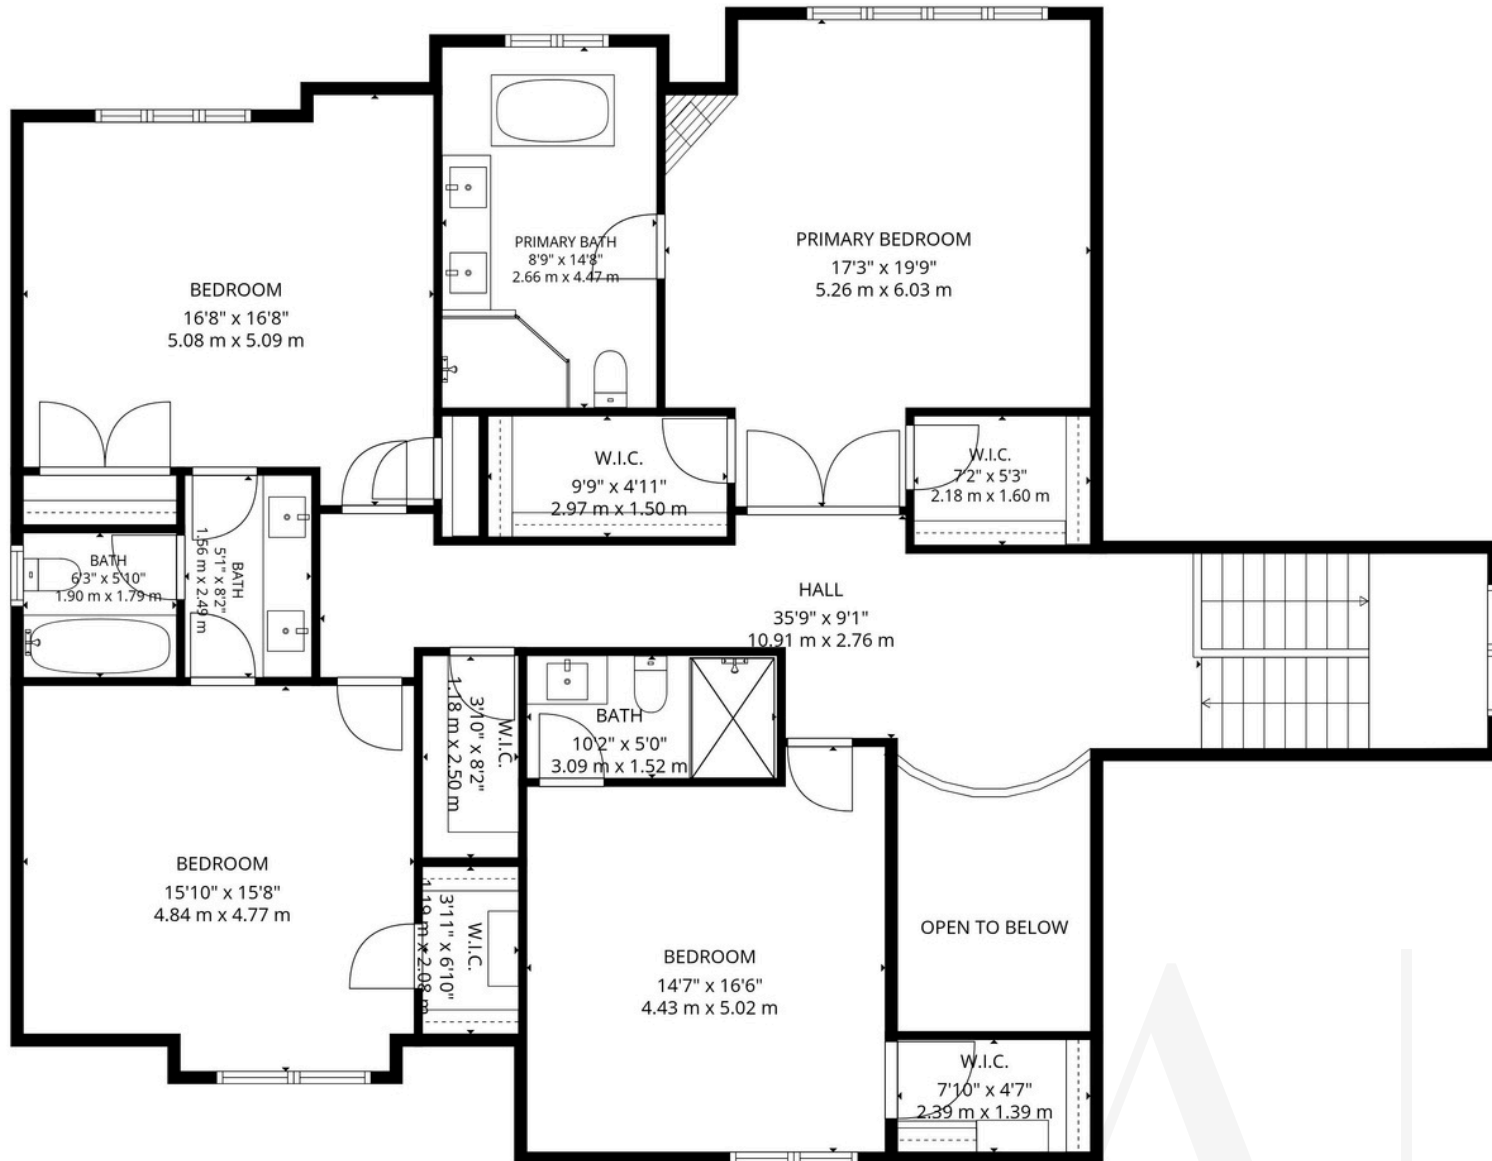 PRIMARY BATH
8'9" x 14'8"
2.66 m x 4.47 m
PRIMARY BEDROOM
17'3" x 19'9"
5.26 m x 6.03 m
BEDROOM
16'8" x 16'8"
5.08 m x 5.09 m
W.I.C.
9'9" x 4'11"
2.97 m x 1.50 m
W.I.C.
7'2" x 5'3"
2.18 m x 1.60 m
BATH
6'3" x 5'10"
1.90 m x 1.79 m
BATH
5'1" x 8'2"
1.56 m x 2.49 m
HALL
35'9" x 9'1"
10.91 m x 2.76 m
W.I.C.
3'10" x 8'2"
1.18 m x 2.50 m
BATH
10'2" x 5'0"
3.09 m x 1.52 m
BEDROOM
15'10" x 15'8"
4.84 m x 4.77 m
W.I.C.
3'11" x 6'10"
1.19 m x 2.08 m
BEDROOM
14'7" x 16'6"
4.43 m x 5.02 m
OPEN TO BELOW
W.I.C.
7'10" x 4'7"
2.39 m x 1.39 m